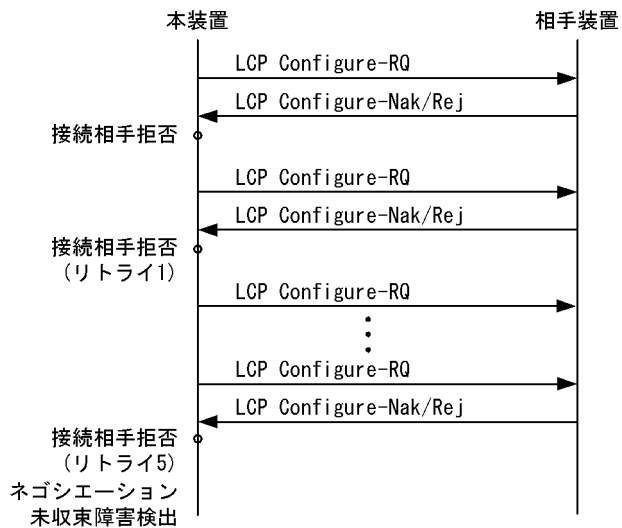 本装置
相手装置
LCP Configure-RQ
LCP Configure-Nak/Rej
接続相手拒否
LCP Configure-RQ
LCP Configure-Nak/Rej
接続相手拒否
(リトライ1)
LCP Configure-RQ
LCP Configure-RQ
LCP Configure-Nak/Rej
接続相手拒否
(リトライ5)
ネゴシエーション
未収束障害検出